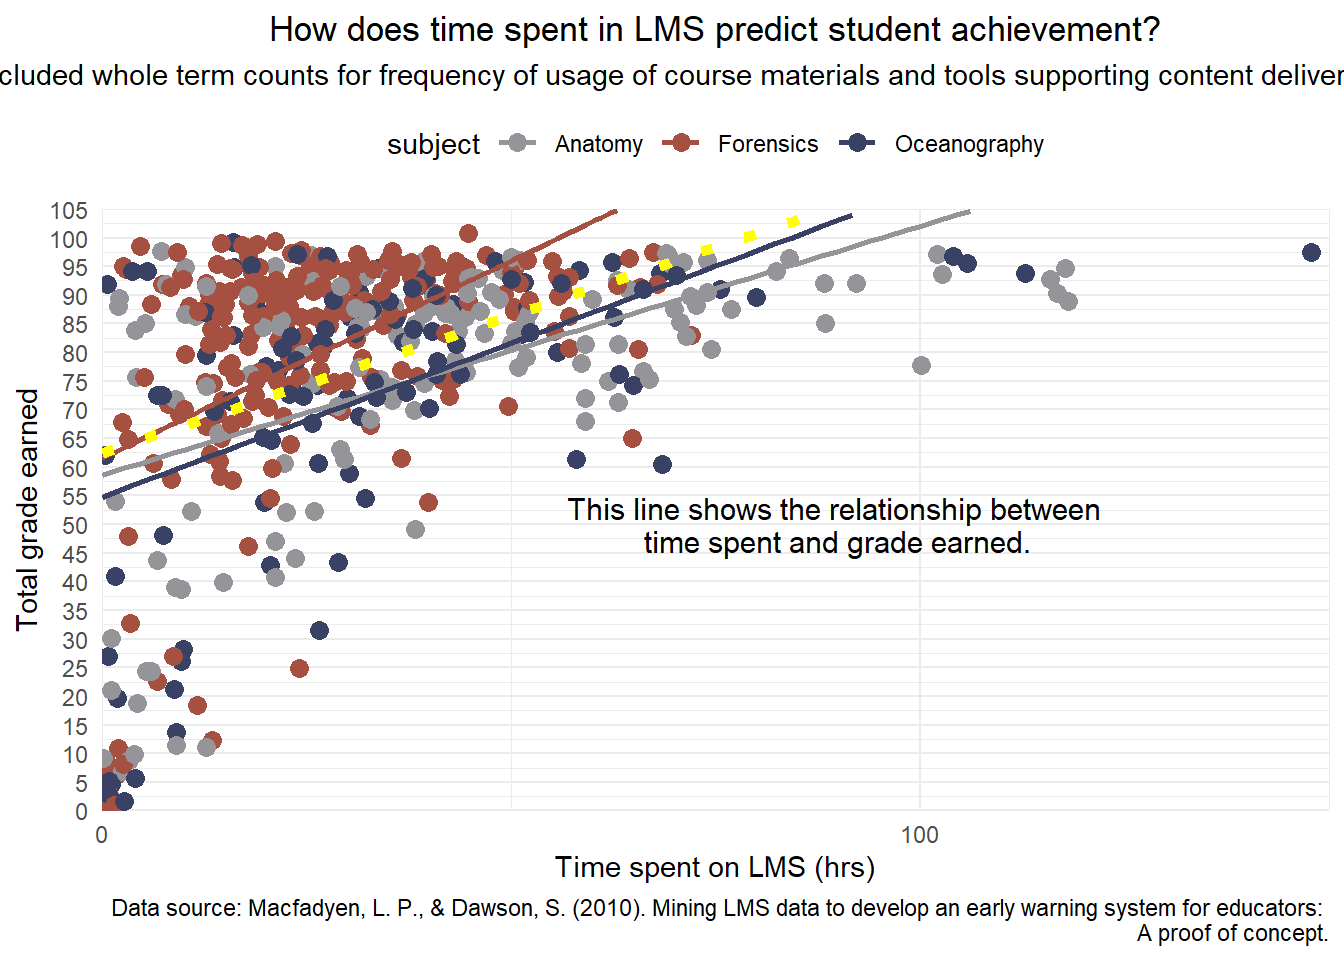 How does time spent in LMS predict student achievement?
cluded whole term counts for frequency of usage of course materials and tools supporting content deliver
subject Anatomy Forensics Oceanography
105
100
95
90
85
80
75
70
65
60
55
50
45
40
35
30
25
20
15
10
5
0
Total grade earned
This line shows the relationship between
time spent and grade earned.
0 100
Time spent on LMS (hrs)
Data source: Macfadyen, L. P., & Dawson, S. (2010). Mining LMS data to develop an early warning system for educators:
A proof of concept.